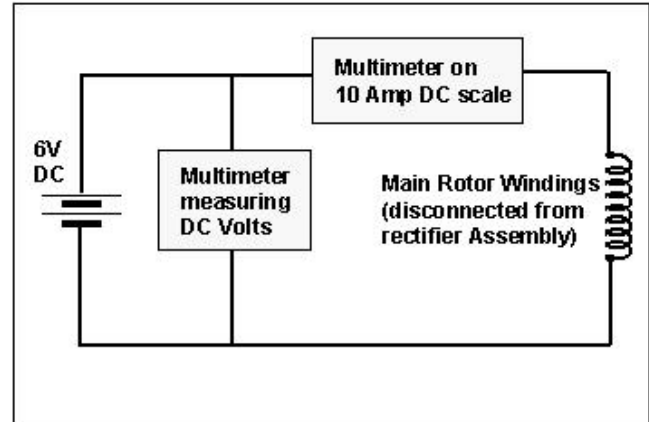 Multimeter on
10 Amp DC scale
6V
DC
Multimeter
measuring
DC Volts
Main Rotor Windings
(disconnected from
rectifier Assembly)